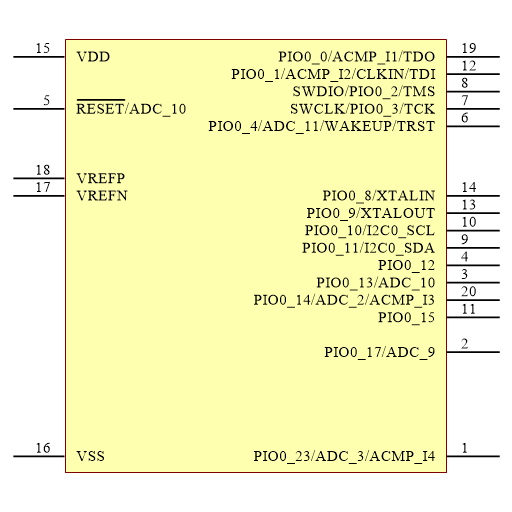 15 VDD PIO0_0/ACMP_I1/TDO 19
PIO0_1/ACMP_I2/CLKIN/TDI 12
SWDIO/PIO0_2/TMS 8
5 RESET/ADC_10 SWCLK/PIO0_3/TCK 7
PIO0_4/ADC_11/WAKEUP/TRST 6
18 VREFP
17 VREFN PIO0_8/XTALIN 14
PIO0_9/XTALOUT 13
PIO0_10/I2C0_SCL 10
PIO0_11/I2C0_SDA 9
PIO0_12 4
PIO0_13/ADC_10 3
PIO0_14/ADC_2/ACMP_I3 20
PIO0_15 11
PIO0_17/ADC_9 2
16 VSS PIO0_23/ADC_3/ACMP_I4 1